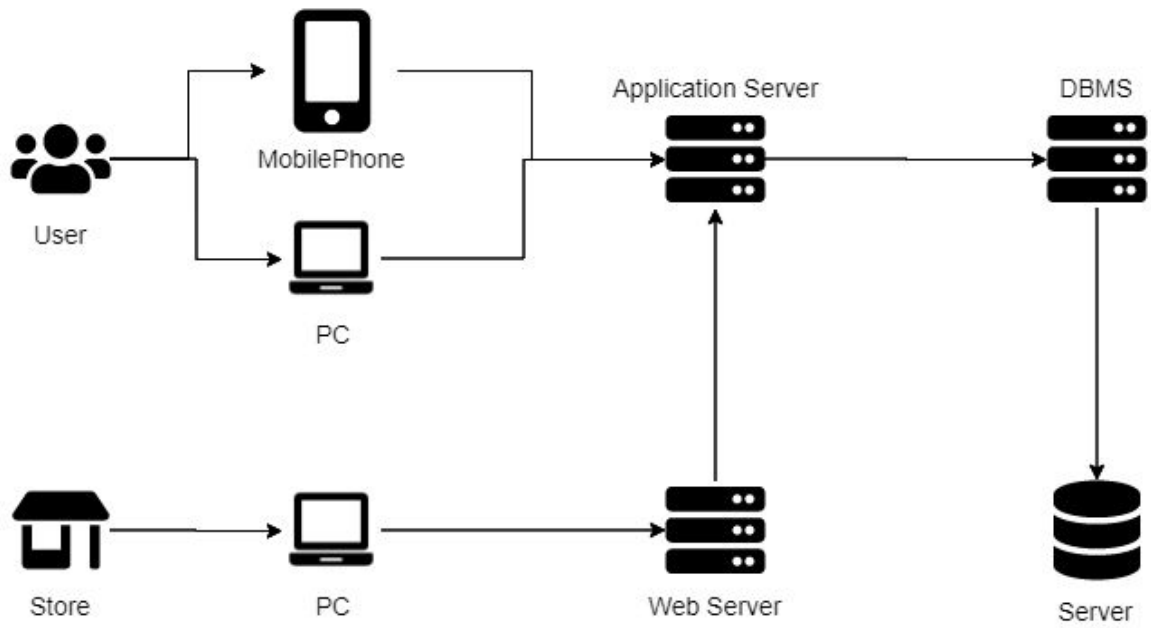 Application Server
DBMS
MobilePhone
User
PC
Store
PC
Web Server
Server